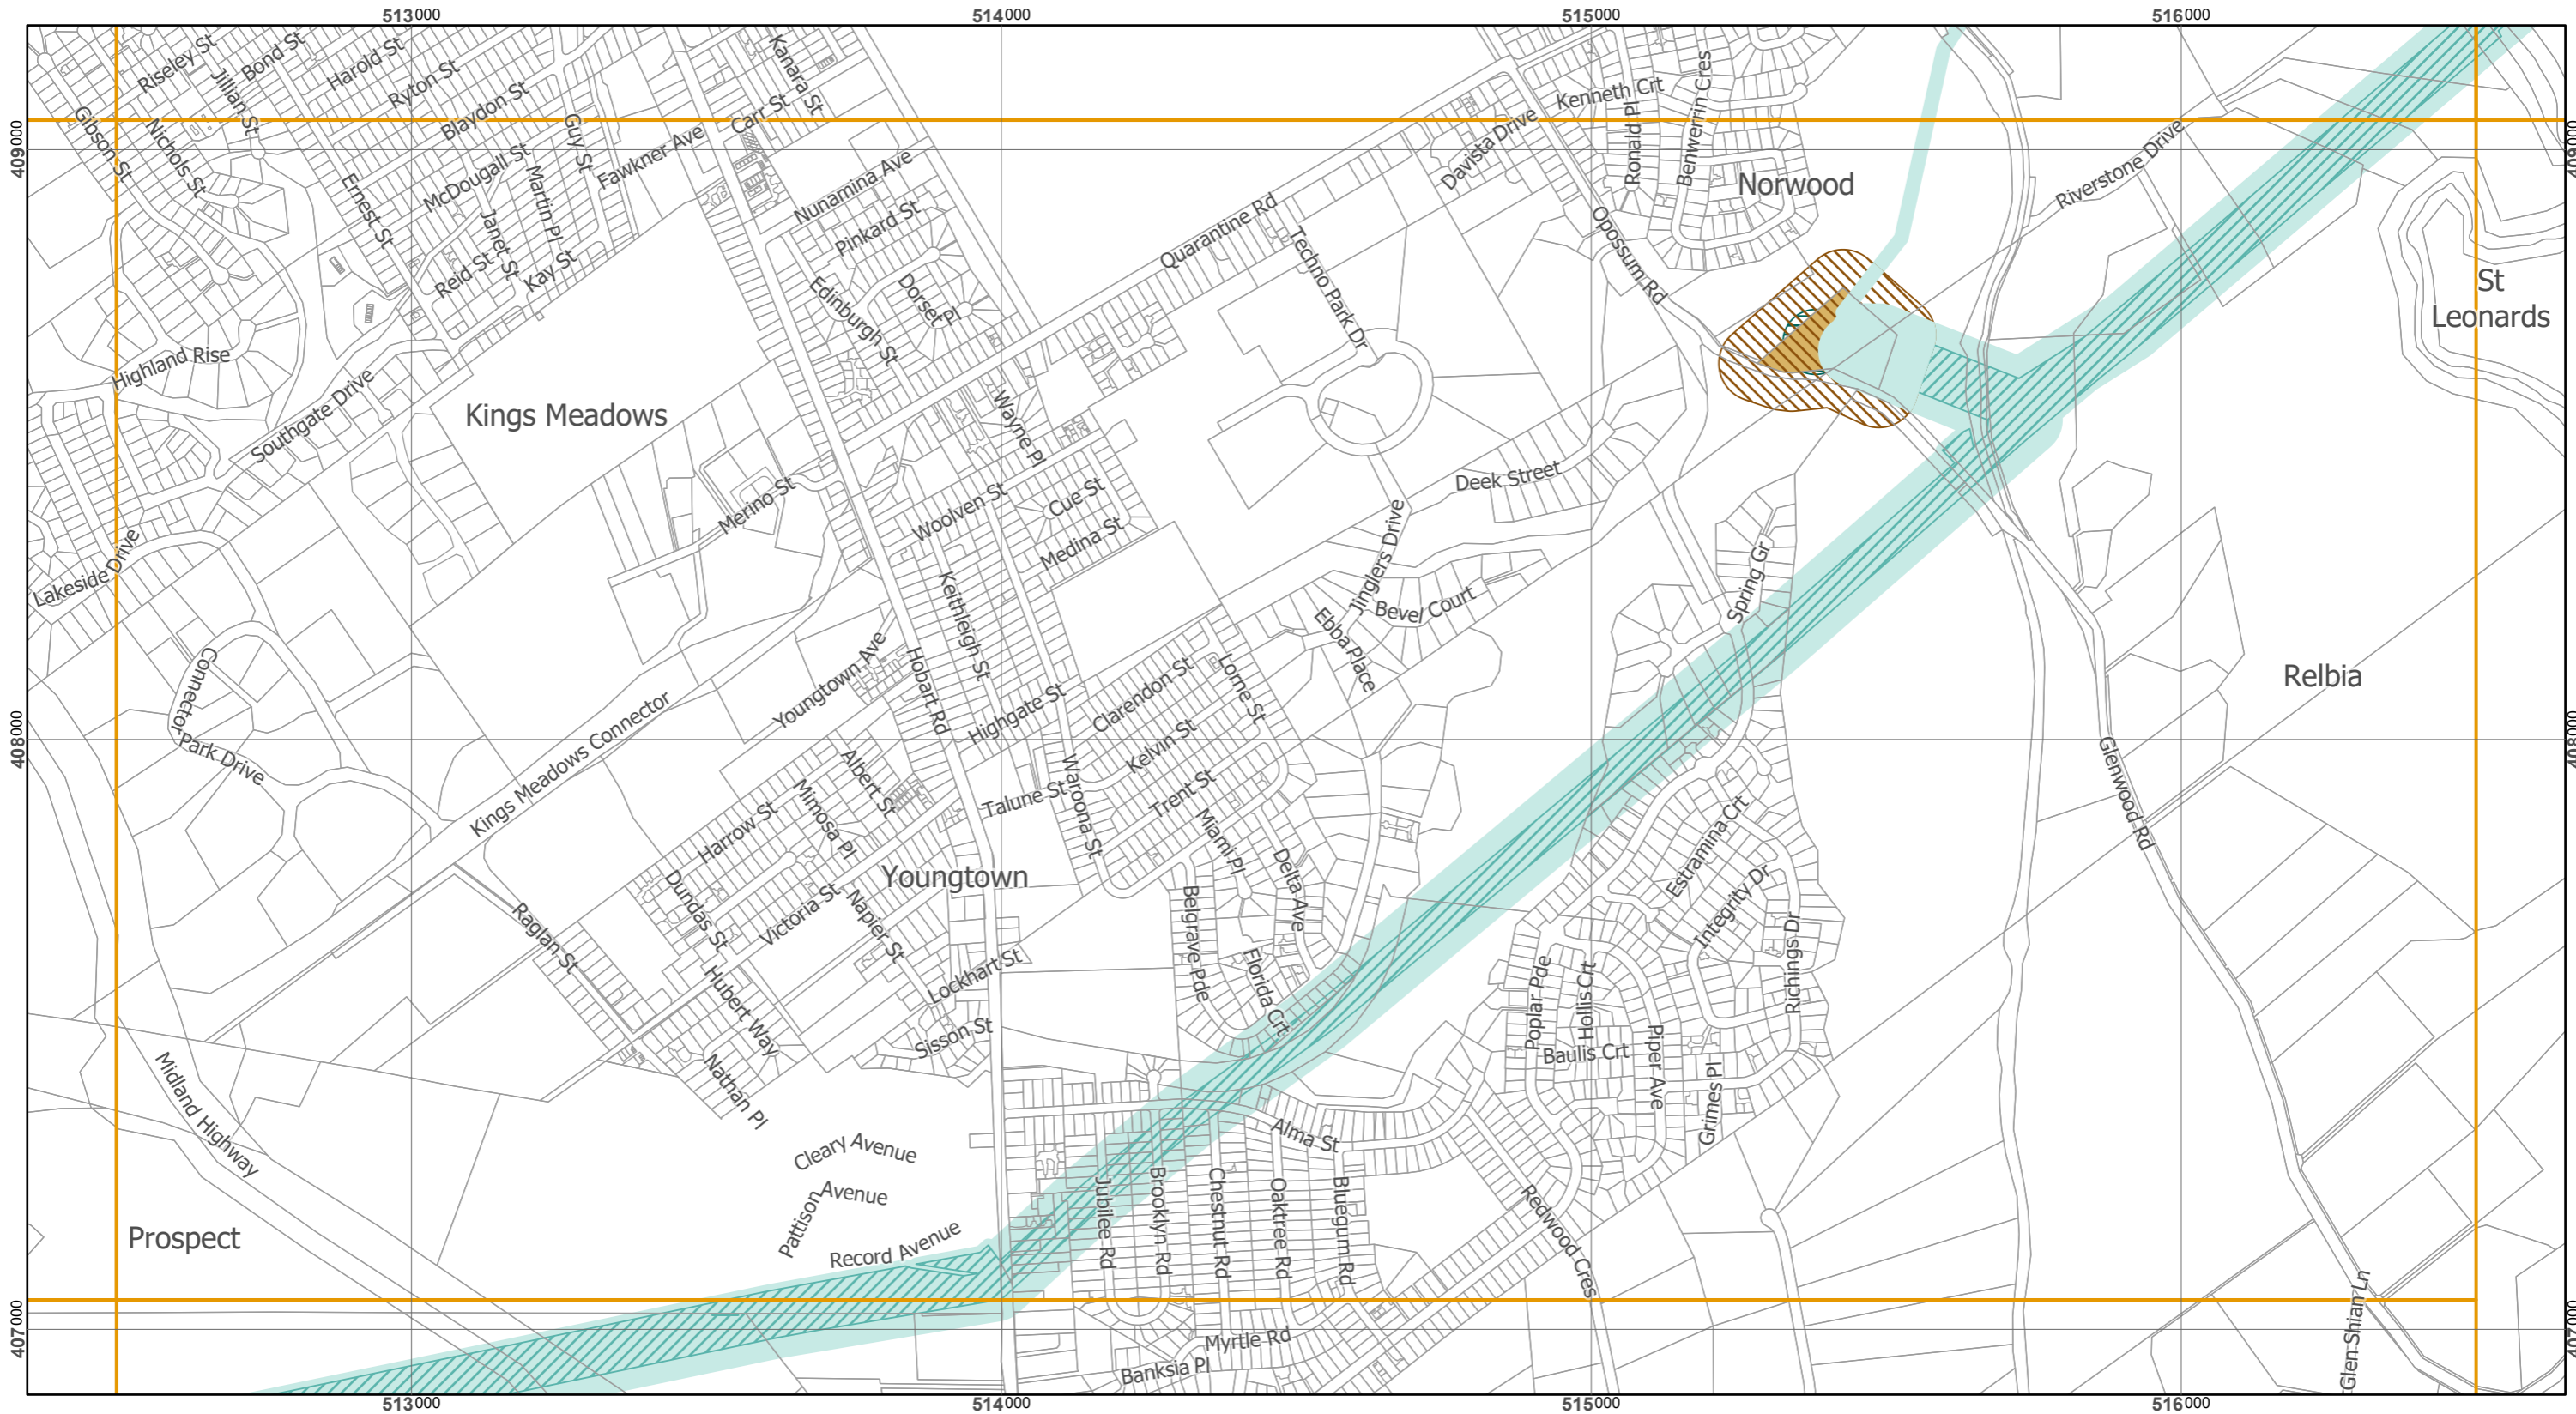 513000 514000 515000 516000
Riseley St
Bond St
Harold St
Kanara St
Jillian St
Ryton St
Blaydon St
Carr St
Kenneth Crt
Ronald Pl
Benwerrin Cres
Gibson St
Nichols St
Guy St
Fawkner Ave
Davista Drive
409000
409000
McDougall St
Martin Pl
Ernest St
Janet St
Nunamina Ave
Pinkard St
Norwood
Riverstone Drive
Quarantine Rd
Opossum Rd
Techno Park Dr
Reid St
Kay St
Edinburgh St
Dorset Pl
St
Leonards
Highland Rise
Southgate Drive
Kings Meadows
Wayne Pl
Merino St
Woolven St
Cue St
Medina St
Deek Street
Jinglers Drive
Lakeside Drive
Keithleigh St
Bevel Court
Ebba Place
Spring Gr
Connector
Park Drive
Youngtown Ave
Hobart Rd
Highgate St
Clarendon St
Lorne St
Relbia
408000
408000
Kings Meadows Connector
Kelvin St
Albert St
Talune St
Waroona St
Trent St
Glenwood Rd
Harrow St
Mimosa Pl
Miami Pl
Estramina Crt
Youngtown
Dundas St
Victoria St
Napier St
Belgrave Pde
Delta Ave
Integrity Dr
Raglan St
Lockhart St
Florida Crt
Poplar Pde
Hollis Crt
Richings Dr
Hubert Way
Sisson St
Baulis Crt
Piper Ave
Nathan Pl
Grimes Pl
Midland Highway
Cleary Avenue
Alma St
Pattison Avenue
Jubilee Rd
Brooklyn Rd
Chestnut Rd
Oaktree Rd
Bluegum Rd
Redwood Cres
Prospect
Record Avenue
407000
407000
Myrtle Rd
Banksia Pl
Glen Shian Ln
513000 514000 515000 516000